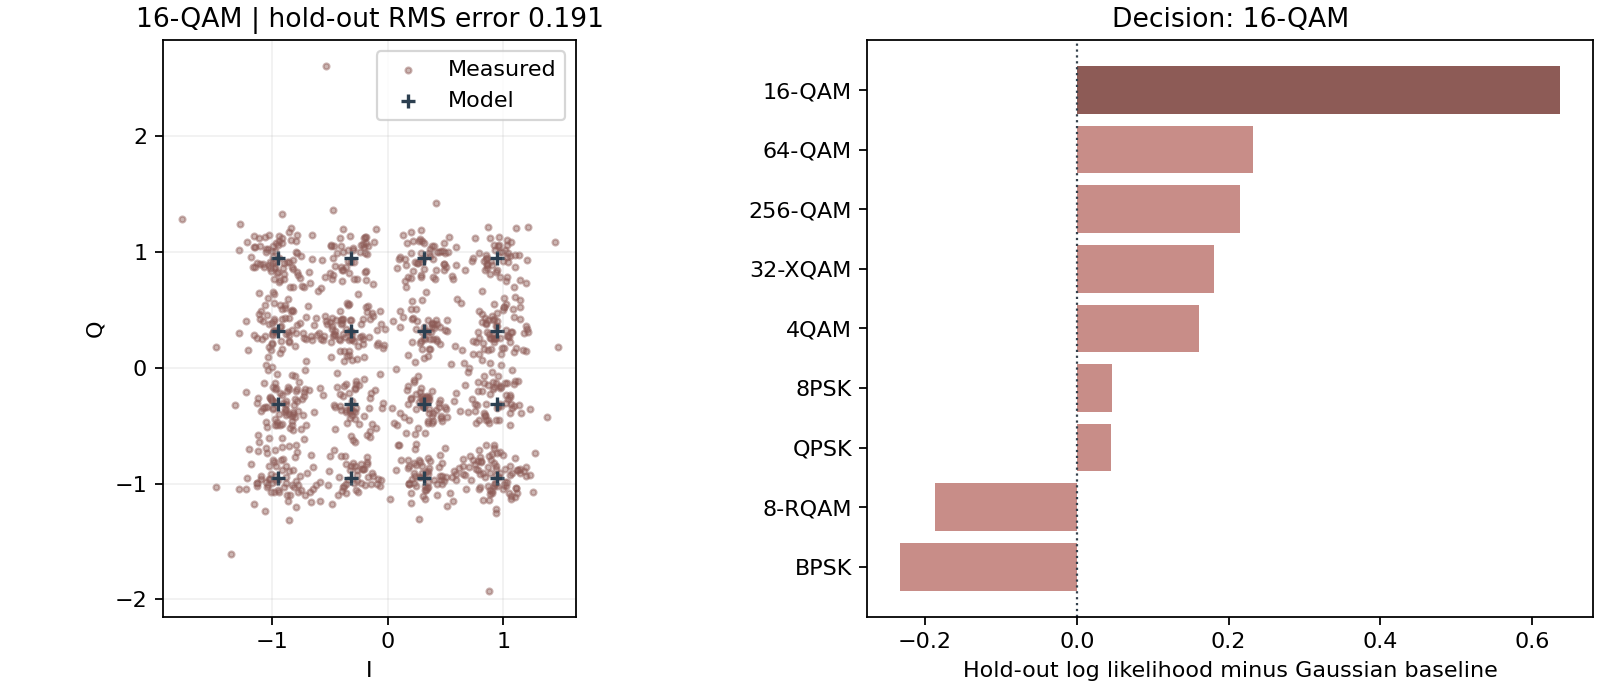 16-QAM | hold-out RMS error 0.191
Measured
Model
2
1
0
−1
−2
Q
−1
0
1
I
Decision: 16-QAM
16-QAM
64-QAM
256-QAM
32-XQAM
4QAM
8PSK
QPSK
8-RQAM
BPSK
−0.2
0.0
0.2
0.4
0.6
Hold-out log likelihood minus Gaussian baseline